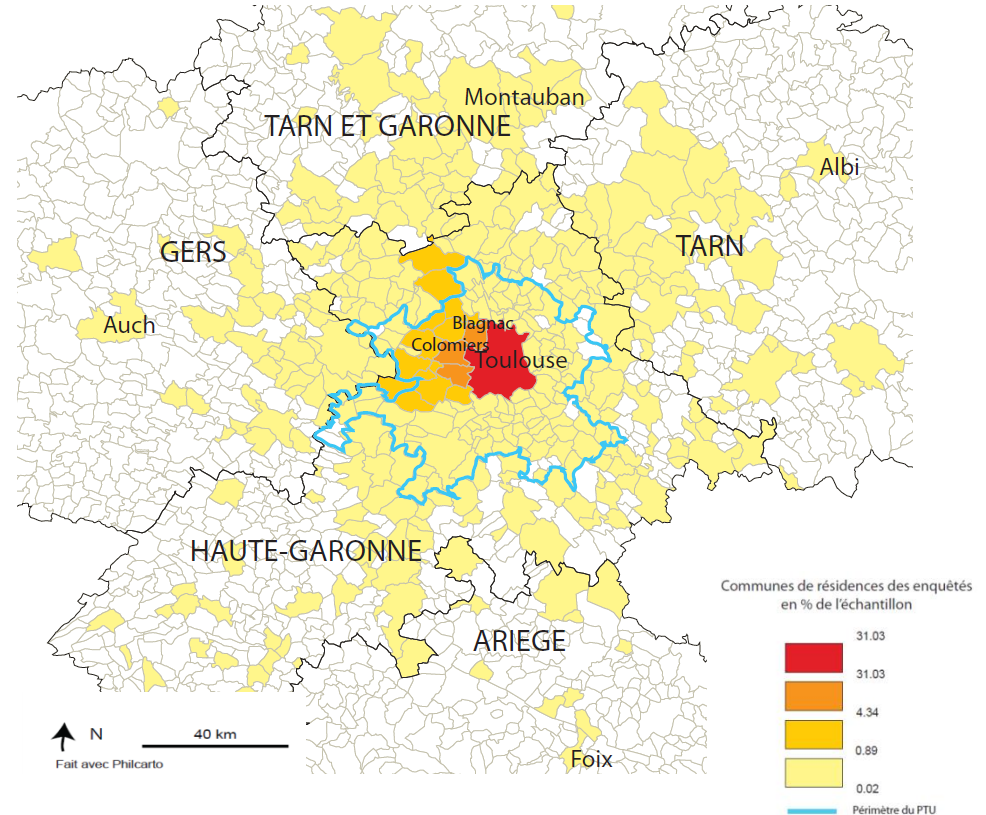 Montauban
TARN ET GARONNE
Albi
GERS
TARN
Auch
Blagnac
Colomiers
Toulouse
HAUTE-GARONNE
ARIEGE
Foix
N
40 km
Fait avec Philcarto
Communes de résidences des enquêtés
en % de l'échantillon
31.03
31.03
4.34
0.89
0.02
Périmètre du PTU